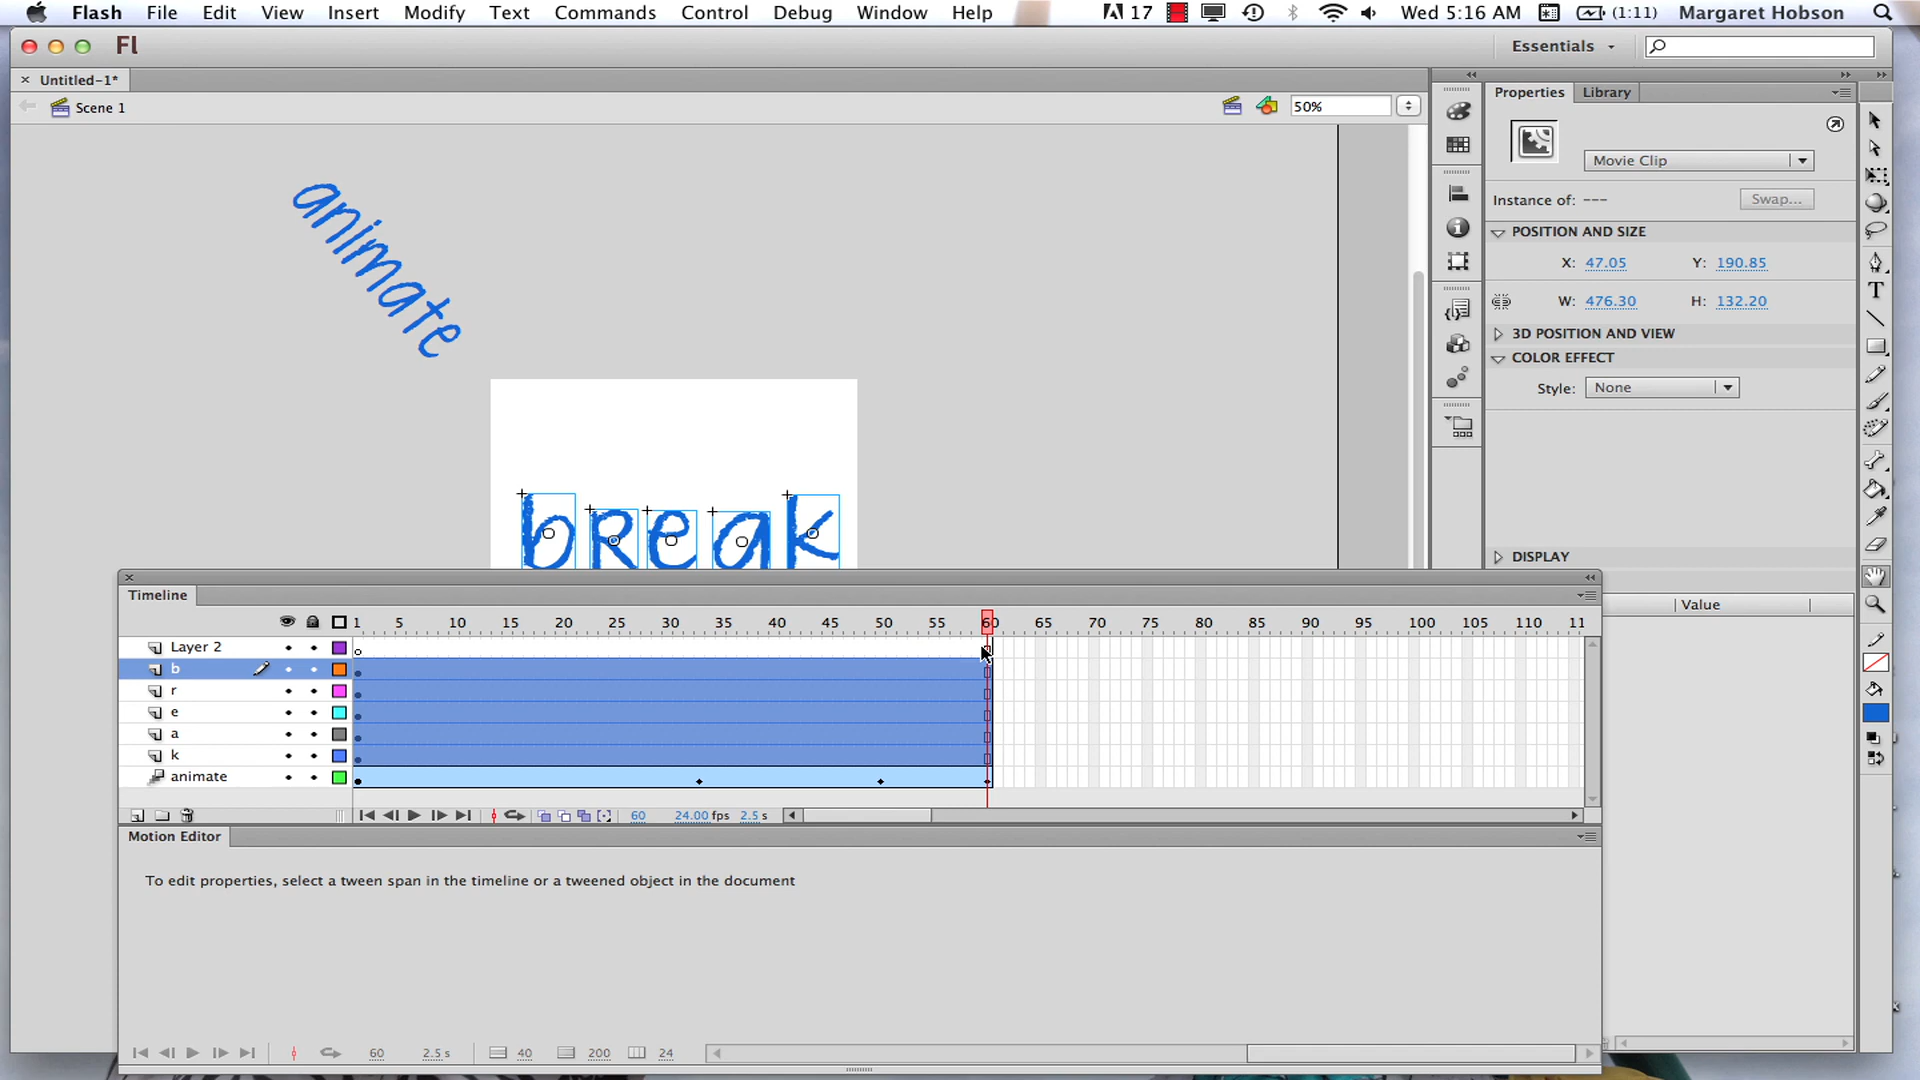 Flash File Edit View Insert Modify Text Commands Control Debug Window Help 17 Wed 5:16 AM (1:11) Margaret Hobson
Fl Essentials
Untitled-1*
Scene 1 50%
Properties Library
Movie Clip
Instance of: --- Swap...
POSITION AND SIZE
X: 47.05 Y: 190.85
W: 476.30 H: 132.20
3D POSITION AND VIEW
COLOR EFFECT
Style: None
DISPLAY
Value
animate
break
Timeline
1 5 10 15 20 25 30 35 40 45 50 55 60 65 70 75 80 85 90 95 100 105 110 11
Layer 2
b
r
e
a
k
animate
60 24.00 fps 2.5 s
Motion Editor
To edit properties, select a tween span in the timeline or a tweened object in the document
60 2.5 s 40 200 24